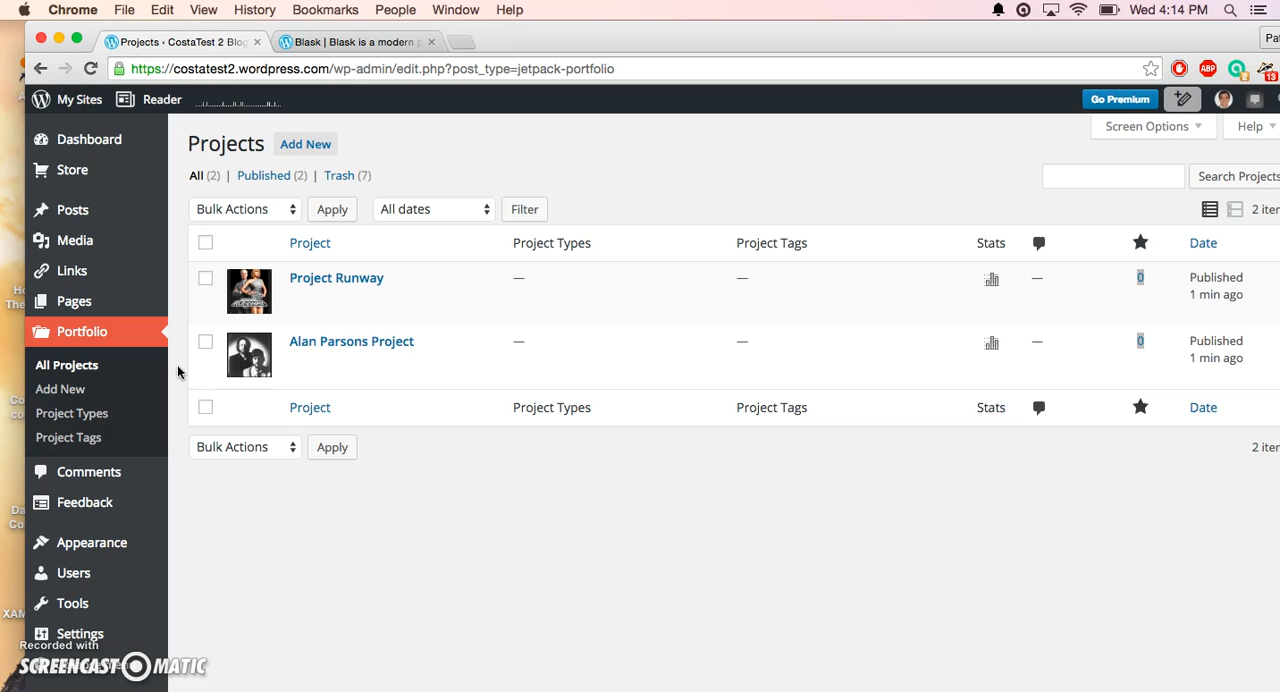 Chrome File Edit View History Bookmarks People Window Help Wed 4:14 PM
Projects ‹ CostaTest 2 Blog Blask | Blask is a modern p Pat
https://costatest2.wordpress.com/wp-admin/edit.php?post_type=jetpack-portfolio ABP 2 13
My Sites Reader Go Premium
Dashboard
Store
Posts
Media
Links
Pages
Portfolio
All Projects
Add New
Project Types
Project Tags
Comments
Feedback
Appearance
Users
Tools
Settings
Screen Options Help
Projects Add New
All (2) | Published (2) | Trash (7)
Search Projects
Bulk Actions Apply All dates Filter 2 iter
Project Project Types Project Tags Stats Date
Project Runway — — — 0 Published
1 min ago
Alan Parsons Project — — — 0 Published
1 min ago
Project Project Types Project Tags Stats Date
Bulk Actions Apply 2 iter
Recorded with
SCREENCAST MATIC